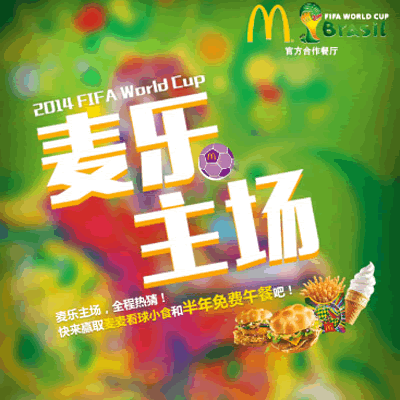 FIFA WORLD CUP
Brasil
官方合作餐厅
2014 FIFA World Cup
麦乐
主场
麦乐主场，全程热猜！
快来赢取麦麦看球小食和半年免费午餐吧！